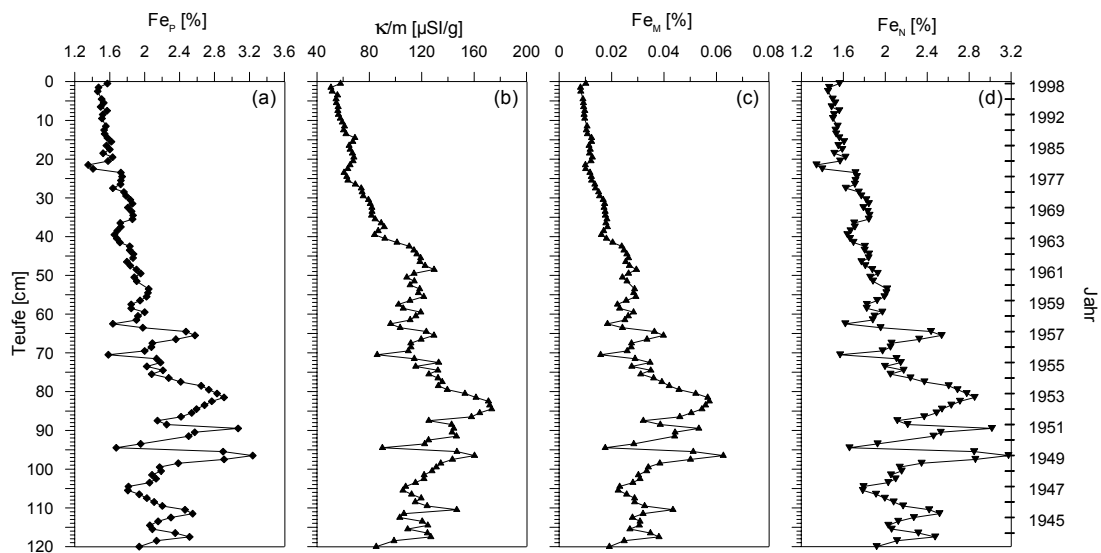 Fe_P [%]
κ/m [µSI/g]
Fe_M [%]
Fe_N [%]
1.2 1.6 2 2.4 2.8 3.2 3.6
40 80 120 160 200
0 0.02 0.04 0.06 0.08
1.2 1.6 2 2.4 2.8 3.2
(a)
(b)
(c)
(d)
Teufe [cm]
0
10
20
30
40
50
60
70
80
90
100
110
120
1998
1992
1985
1977
1969
1963
1961
1959
1957
1955
1953
1951
1949
1947
1945
Jahr